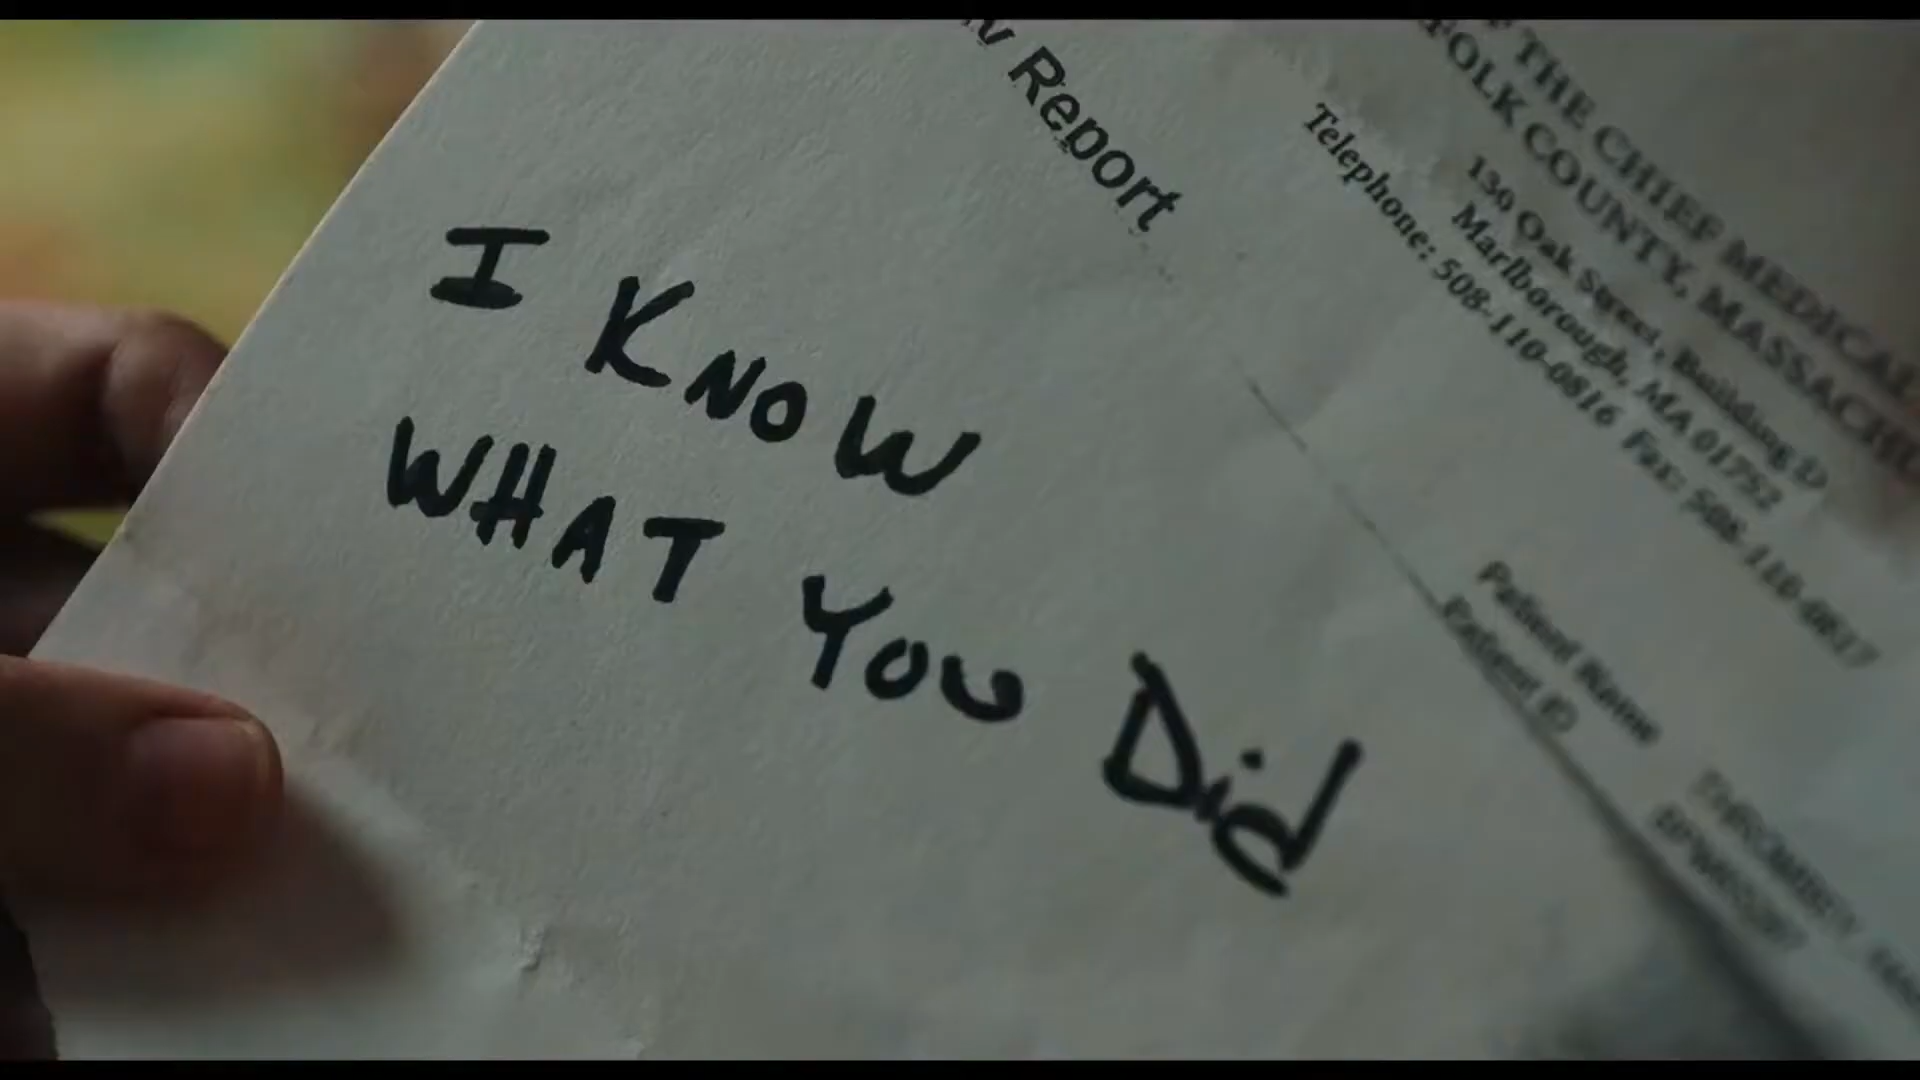 I KNOW
WHAT YOU Did
Report
THE CHIEF MEDICAL
FOLK COUNTY, MASSACHU
130 Oak Street, Building D
Marlborough, MA 01752
Telephone: 508-110-0816 Fax: 508-110-0817
Patient Name
Patient ID